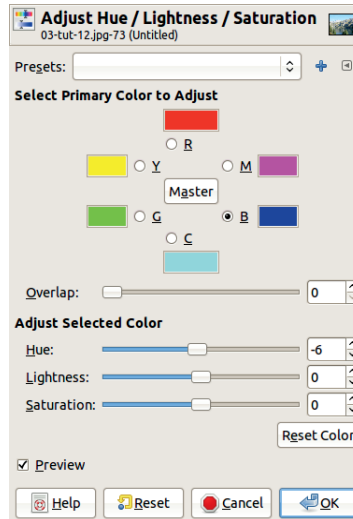 Adjust Hue / Lightness / Saturation
03-tut-12.jpg-73 (Untitled)
Presets:
Select Primary Color to Adjust
R
Y M
Master
G B
C
Overlap: 0
Adjust Selected Color
Hue: -6
Lightness: 0
Saturation: 0
Reset Color
Preview
Help Reset Cancel OK